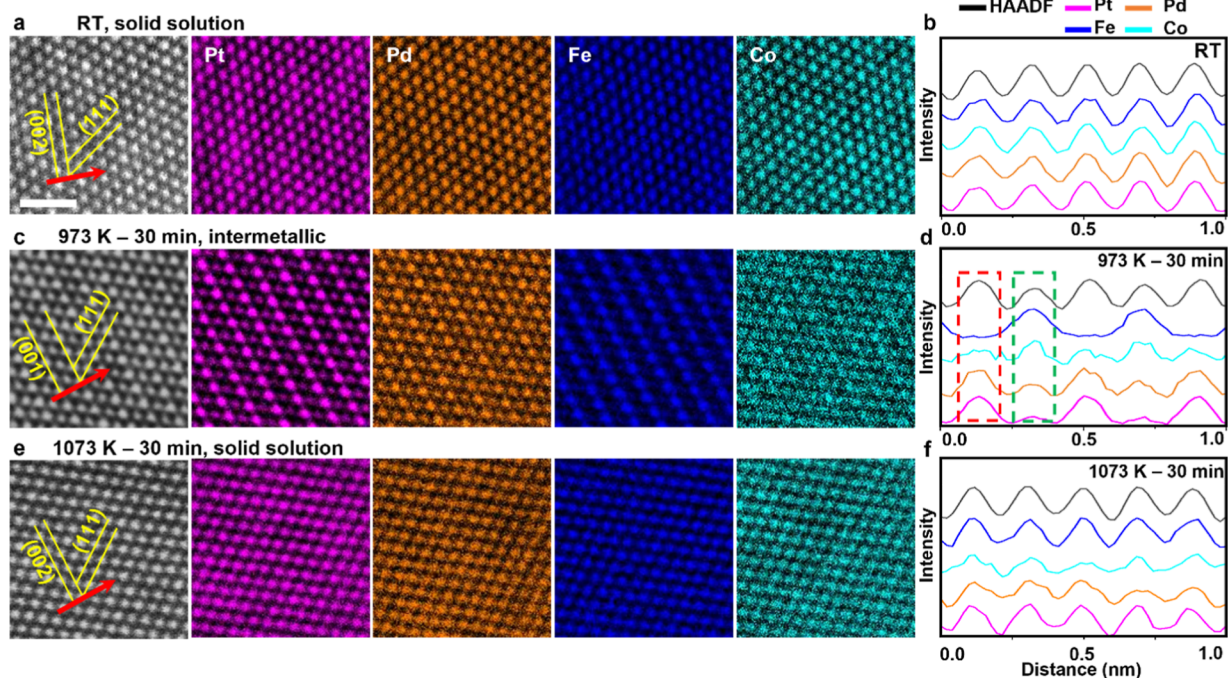 a RT, solid solution
Pt Pd Fe Co
(002) (111)
b HAADF Pt Pd
Fe Co
RT
Intensity
0.0 0.5 1.0
c 973 K – 30 min, intermetallic
(001) (111)
d 973 K – 30 min
Intensity
0.0 0.5 1.0
e 1073 K – 30 min, solid solution
(002) (111)
f 1073 K – 30 min
Intensity
0.0 0.5 1.0
Distance (nm)